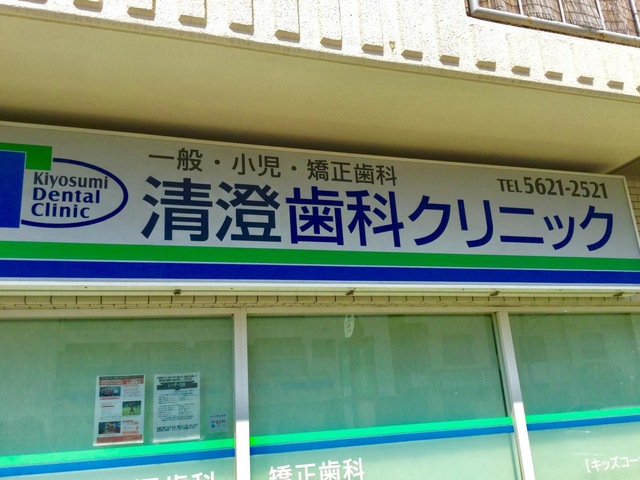 一般・小児・矯正歯科
TEL 5621-2521
Kiyosumi
Dental
Clinic
清澄歯科クリニック
矯正歯科
[キッズコー